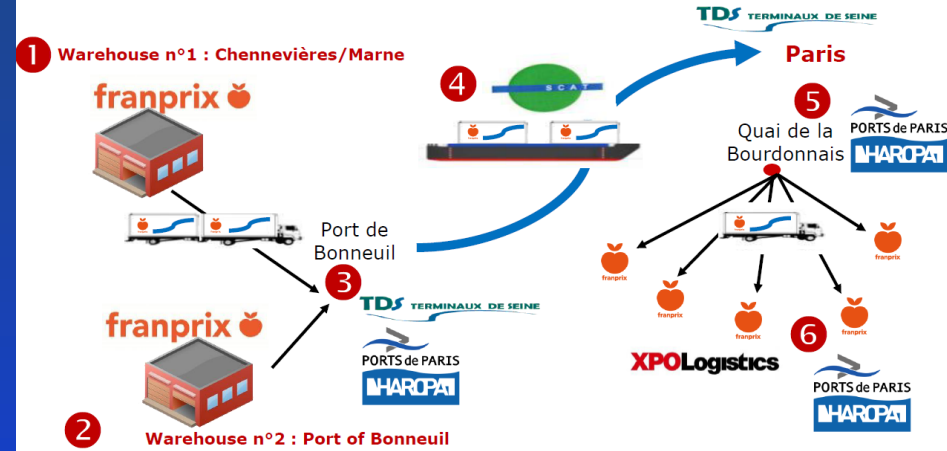 TDS TERMINAUX DE SEINE
1 Warehouse n°1 : Chennevières/Marne
Paris
franprix
4
SCAT
5
Quai de la
Bourdonnais
PORTS de PARIS
HAROPA
Port de
Bonneuil
3
TDS TERMINAUX DE SEINE
PORTS de PARIS
HAROPA
franprix
2
Warehouse n°2 : Port of Bonneuil
franprix
franprix
franprix
franprix
franprix
6
XPOLogistics
PORTS de PARIS
HAROPA